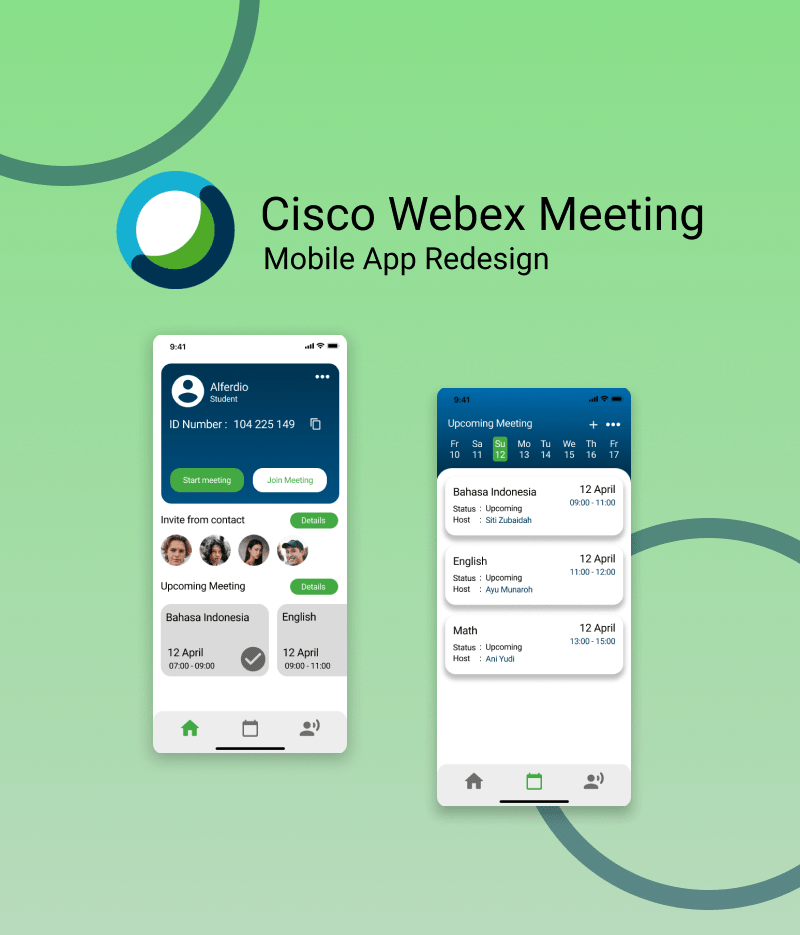 Cisco Webex Meeting
Mobile App Redesign
9:41
Alferdio
Student
ID Number : 104 225 149
Start meeting
Join Meeting
Invite from contact
Details
Upcoming Meeting
Details
Bahasa Indonesia
12 April
07:00 - 09:00
English
12 April
09:00 - 11:00
9:41
Upcoming Meeting
Fr Sa Su Mo Tu We Th Fr
10 11 12 13 14 15 16 17
Bahasa Indonesia 12 April
09:00 - 11:00
Status : Upcoming
Host : Siti Zubaidah
English 12 April
11:00 - 12:00
Status : Upcoming
Host : Ayu Munaroh
Math 12 April
13:00 - 15:00
Status : Upcoming
Host : Ani Yudi